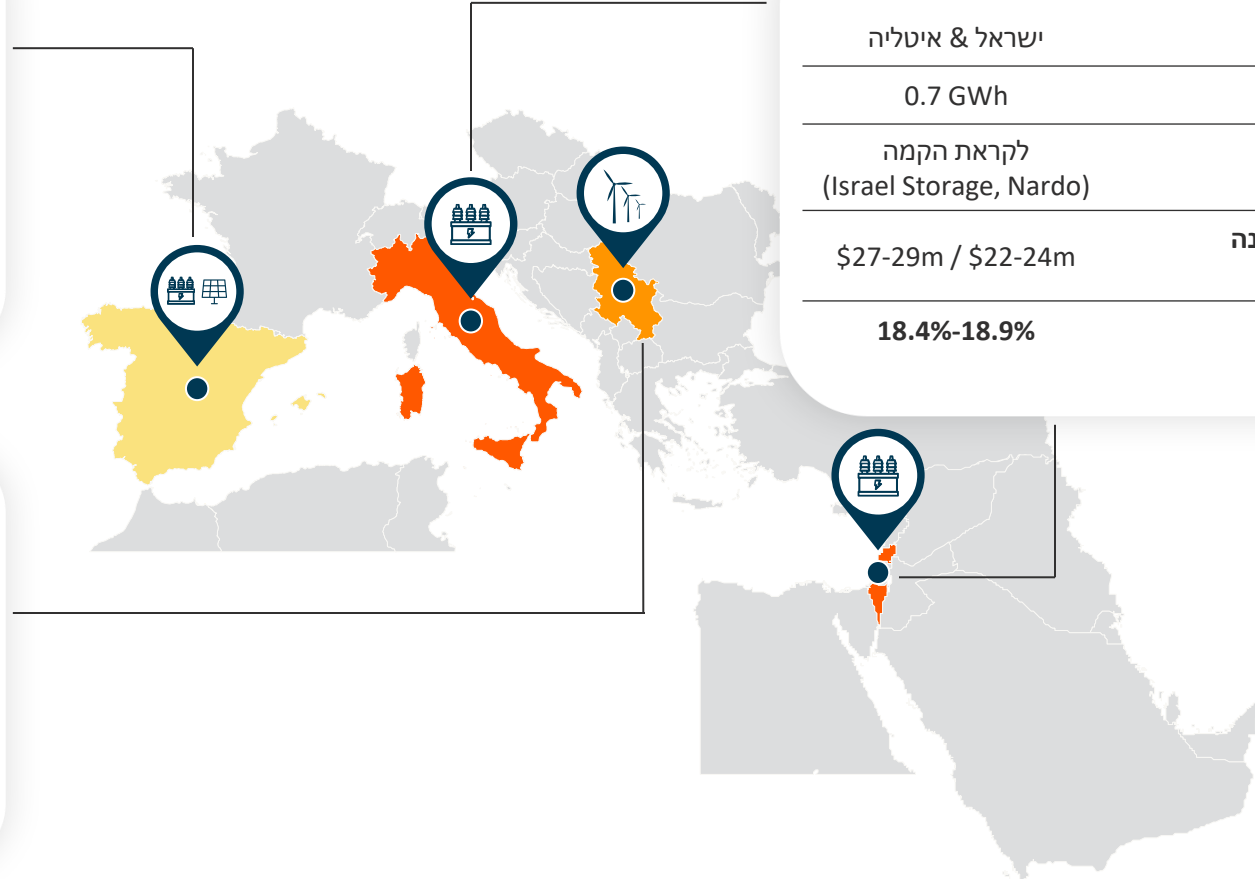 ישראל & איטליה
0.7 GWh
לקראת הקמה
(Israel Storage, Nardo)
$27-29m / $22-24m
18.4%-18.9%